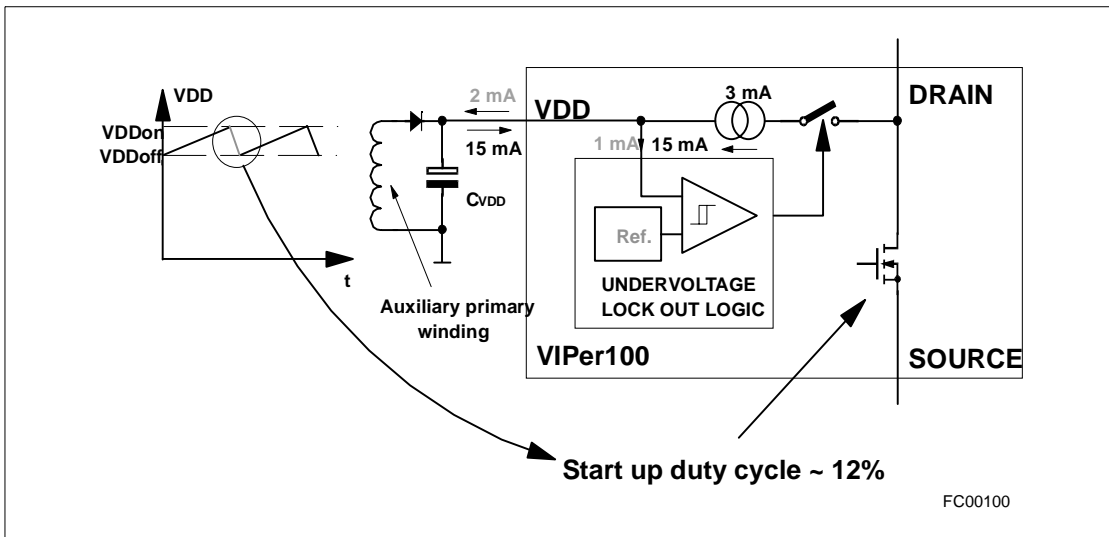 VDD
VDDon
VDDoff
t
2 mA
15 mA
CVDD
Auxiliary primary
winding
VDD
3 mA
DRAIN
1 mA
15 mA
Ref.
UNDERVOLTAGE
LOCK OUT LOGIC
VIPer100
SOURCE
Start up duty cycle ~ 12%
FC00100